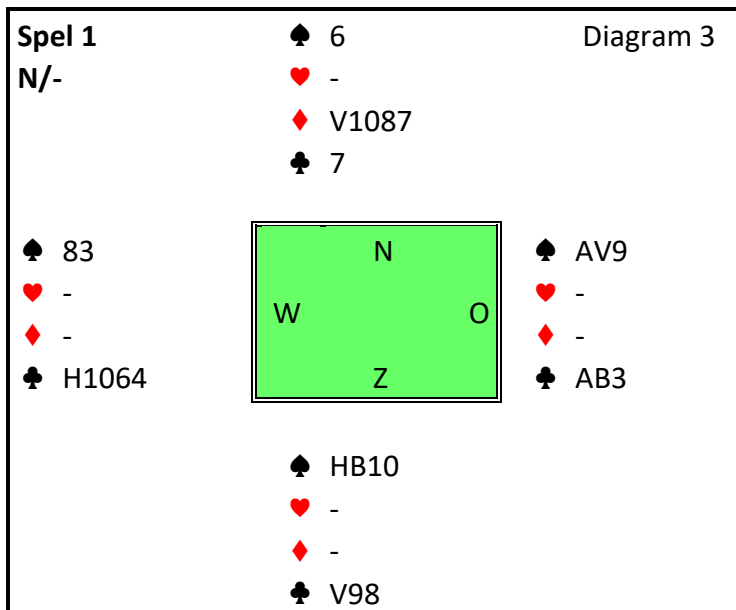 Spel 1 ♠ 6 Diagram 3
N/- ♥ -
♦ V1087
♣ 7
♠ 83 N ♠ AV9
♥ - ♥ -
♦ - W O ♦ -
♣ H1064 Z ♣ AB3
♠ HB10
♥ -
♦ -
♣ V98